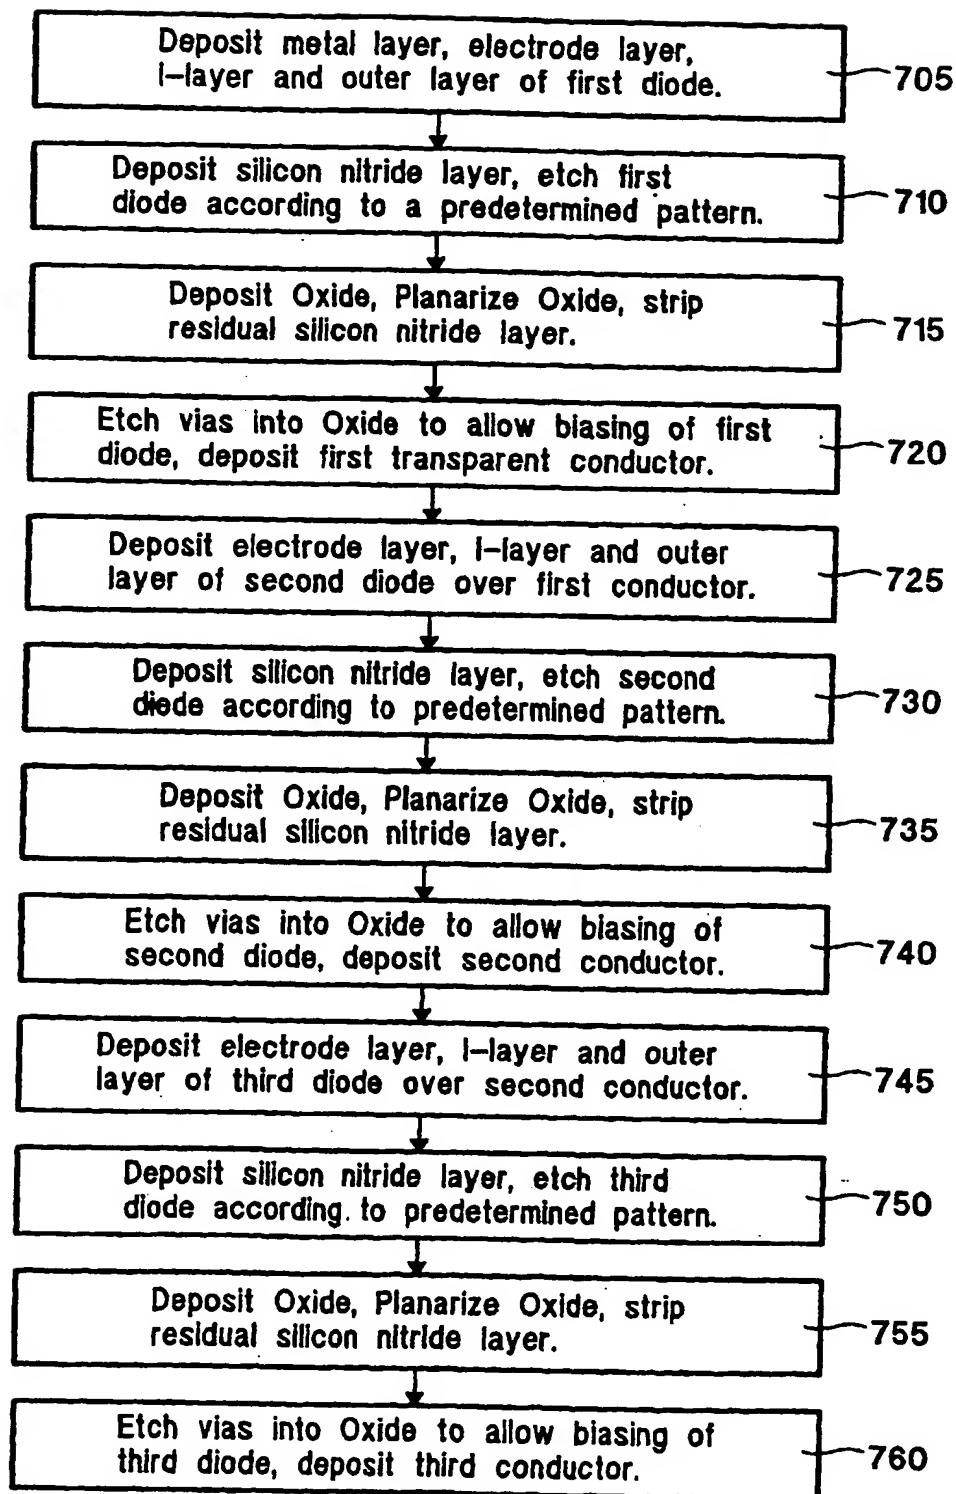 Deposit metal layer, electrode layer,
I-layer and outer layer of first diode.
705
Deposit silicon nitride layer, etch first
diode according to a predetermined pattern.
710
Deposit Oxide, Planarize Oxide, strip
residual silicon nitride layer.
715
Etch vias into Oxide to allow biasing of first
diode, deposit first transparent conductor.
720
Deposit electrode layer, I-layer and outer
layer of second diode over first conductor.
725
Deposit silicon nitride layer, etch second
diode according to predetermined pattern.
730
Deposit Oxide, Planarize Oxide, strip
residual silicon nitride layer.
735
Etch vias into Oxide to allow biasing of
second diode, deposit second conductor.
740
Deposit electrode layer, I-layer and outer
layer of third diode over second conductor.
745
Deposit silicon nitride layer, etch third
diode according to predetermined pattern.
750
Deposit Oxide, Planarize Oxide, strip
residual silicon nitride layer.
755
Etch vias into Oxide to allow biasing of
third diode, deposit third conductor.
760